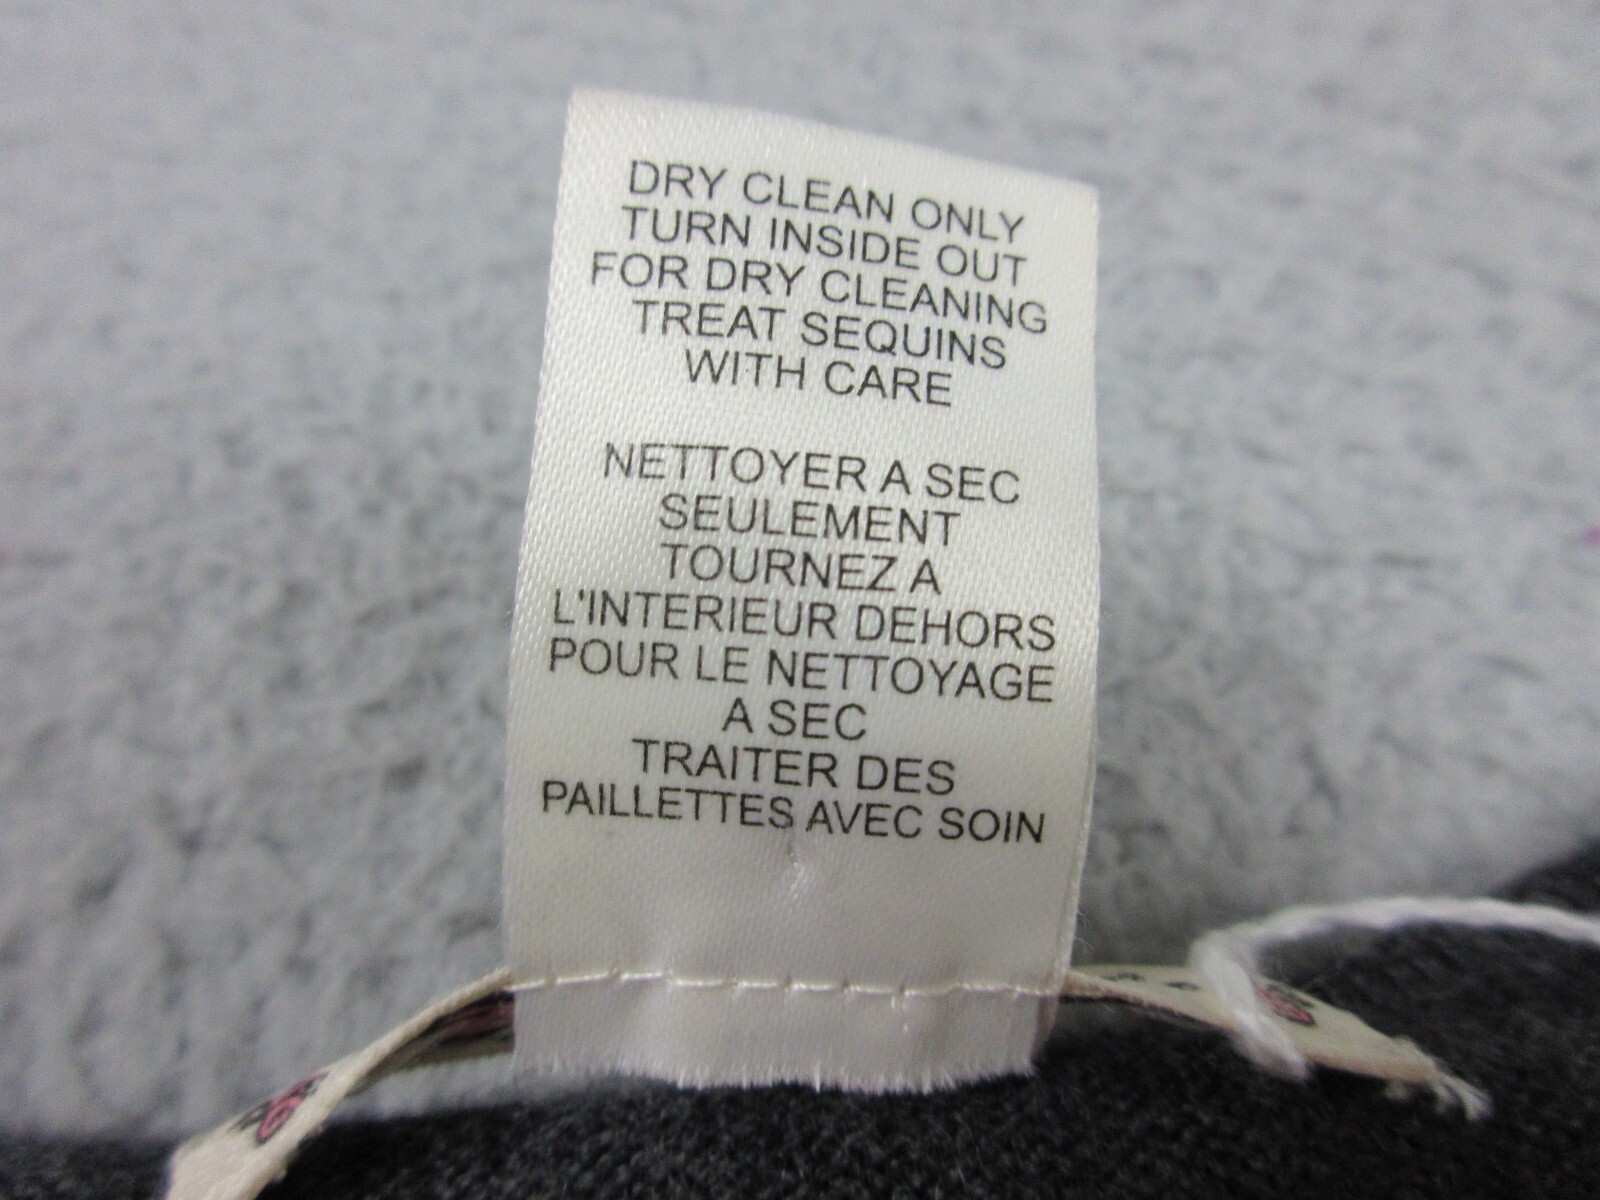 DRY CLEAN ONLY
TURN INSIDE OUT
FOR DRY CLEANING
TREAT SEQUINS
WITH CARE
NETTOYER A SEC
SEULEMENT
TOURNEZ A
L'INTERIEUR DEHORS
POUR LE NETTOYAGE
A SEC
TRAITER DES
PAILLETTES AVEC SOIN